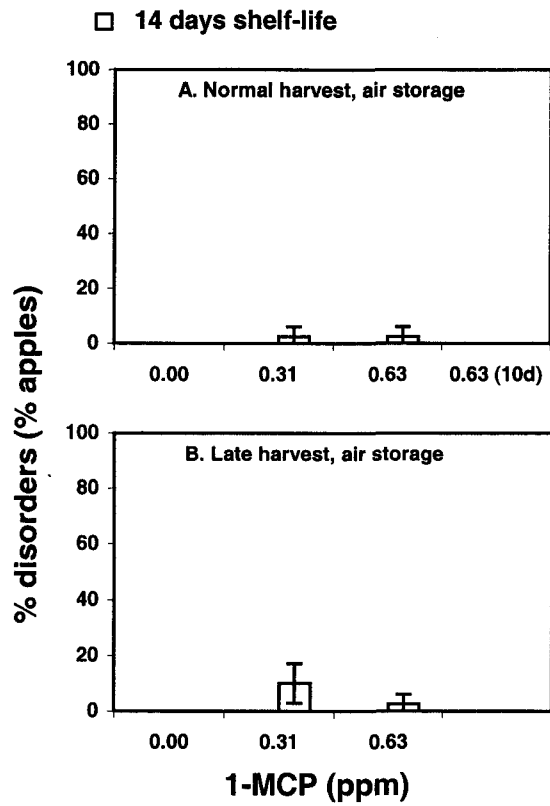 14 days shelf-life
A. Normal harvest, air storage
100
80
60
40
20
0
0.00 0.31 0.63 0.63 (10d)
% disorders (% apples)
B. Late harvest, air storage
100
80
60
40
20
0
0.00 0.31 0.63
1-MCP (ppm)